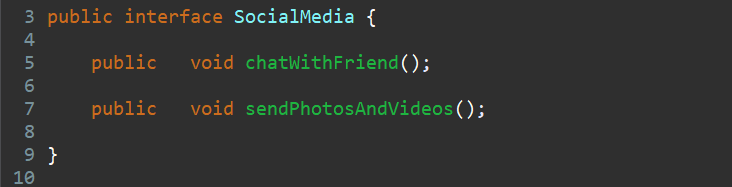 3 public interface SocialMedia {
4
5     public   void chatWithFriend();
6
7     public   void sendPhotosAndVideos();
8
9 }
10